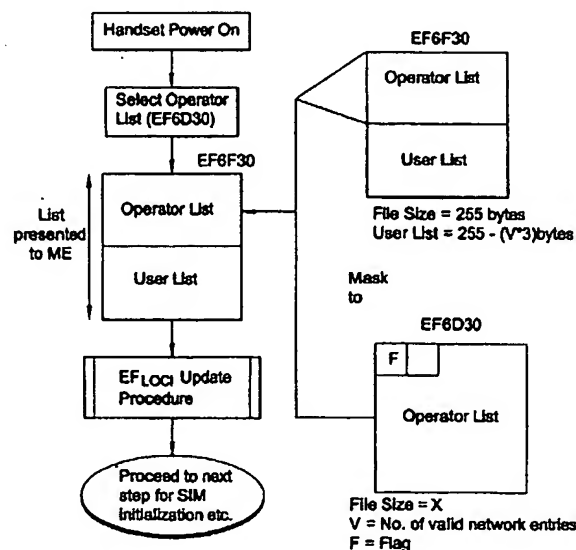 Handset Power On
Select Operator
List (EF6D30)
EF6F30
List
presented
to ME
Operator List
User List
EFLOCI Update
Procedure
Proceed to next
step for SIM
initialization etc.
EF6F30
Operator List
User List
File Size = 255 bytes
User List = 255 - (V*3)bytes
Mask
to
EF6D30
F
Operator List
File Size = X
V = No. of valid network entries
F = Flag